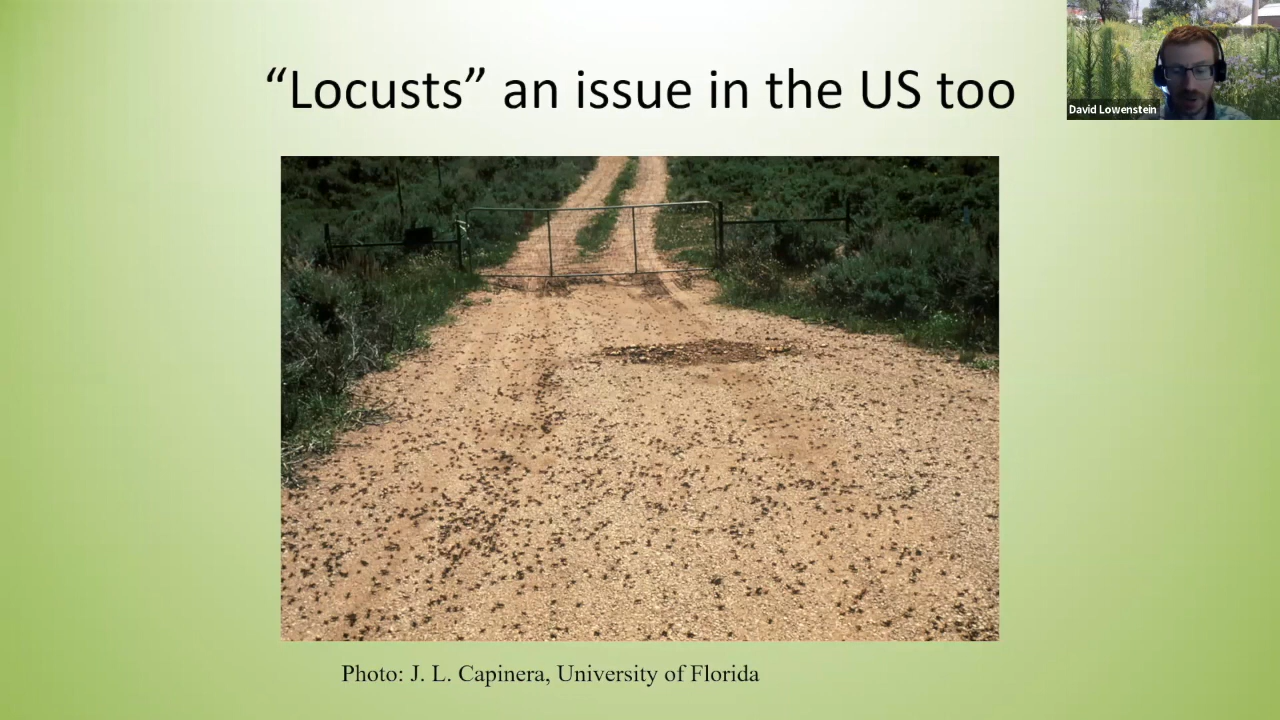 “Locusts” an issue in the US too
David Lowenstein
Photo: J. L. Capinera, University of Florida